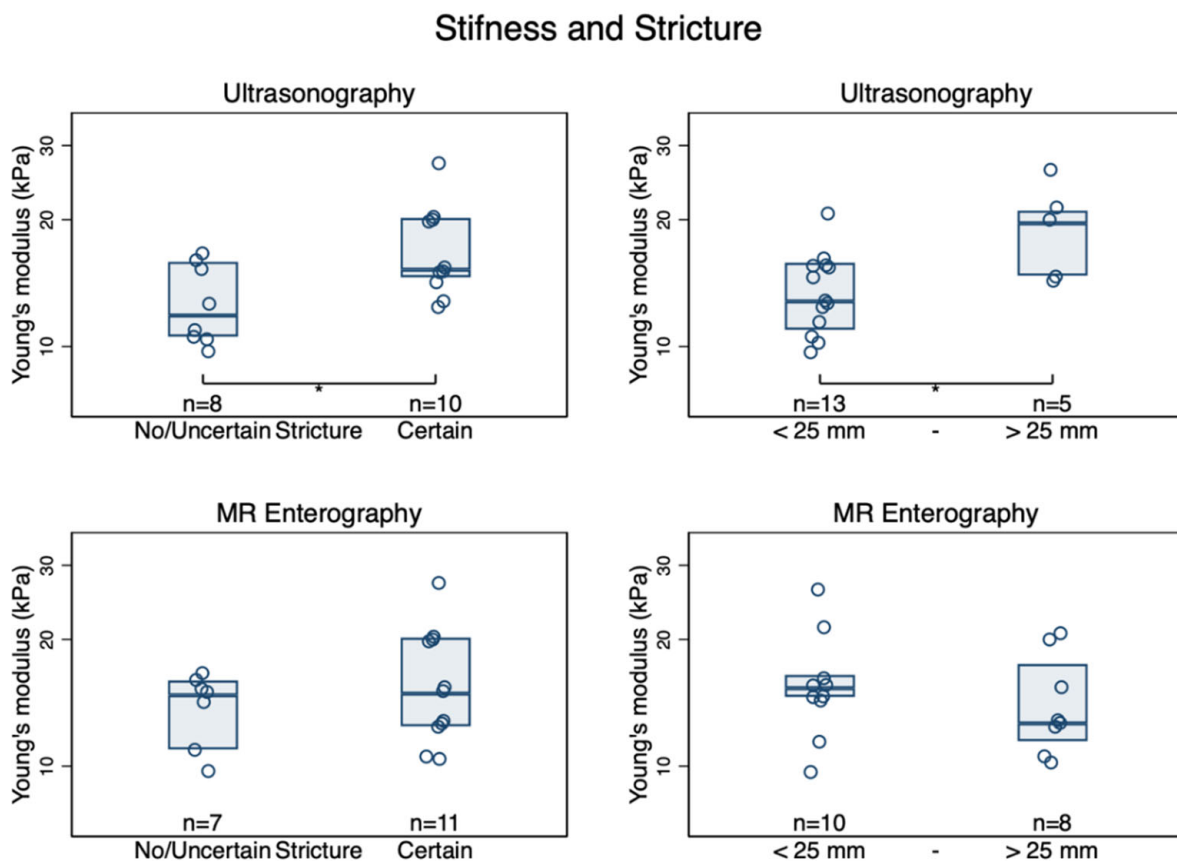 Stifness and Stricture
Ultrasonography
Young's modulus (kPa)
30
20
10
*
n=8 n=10
No/Uncertain Stricture Certain
Ultrasonography
Young's modulus (kPa)
30
20
10
*
n=13 n=5
< 25 mm - > 25 mm
MR Enterography
Young's modulus (kPa)
30
20
10
n=7 n=11
No/Uncertain Stricture Certain
MR Enterography
Young's modulus (kPa)
30
20
10
n=10 n=8
< 25 mm - > 25 mm